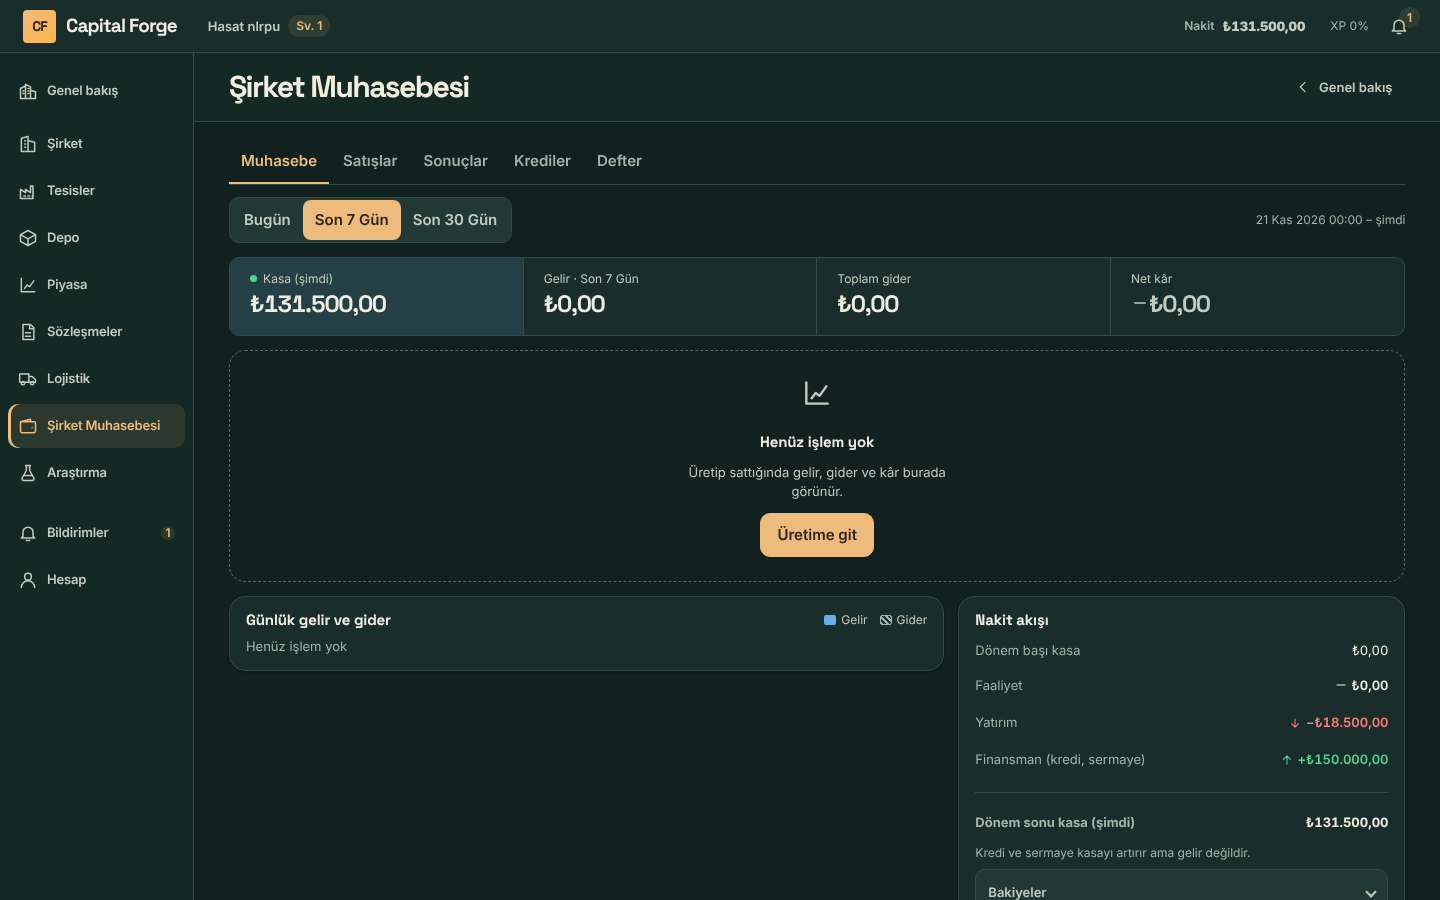 CF Capital Forge
Hasat nIrpu Sv. 1
Nakit ₺131.500,00 XP 0% 1
Genel bakış
Şirket
Tesisler
Depo
Piyasa
Sözleşmeler
Lojistik
Şirket Muhasebesi
Araştırma
Bildirimler 1
Hesap
Şirket Muhasebesi
Genel bakış
Muhasebe Satışlar Sonuçlar Krediler Defter
Bugün Son 7 Gün Son 30 Gün
21 Kas 2026 00:00 – şimdi
Kasa (şimdi)
₺131.500,00
Gelir · Son 7 Gün
₺0,00
Toplam gider
₺0,00
Net kâr
—₺0,00
Henüz işlem yok
Üretip sattığında gelir, gider ve kâr burada
görünür.
Üretime git
Günlük gelir ve gider
Gelir Gider
Henüz işlem yok
Nakit akışı
Dönem başı kasa ₺0,00
Faaliyet — ₺0,00
Yatırım ↓ −₺18.500,00
Finansman (kredi, sermaye) ↑ +₺150.000,00
Dönem sonu kasa (şimdi) ₺131.500,00
Kredi ve sermaye kasayı artırır ama gelir değildir.
Bakiyeler